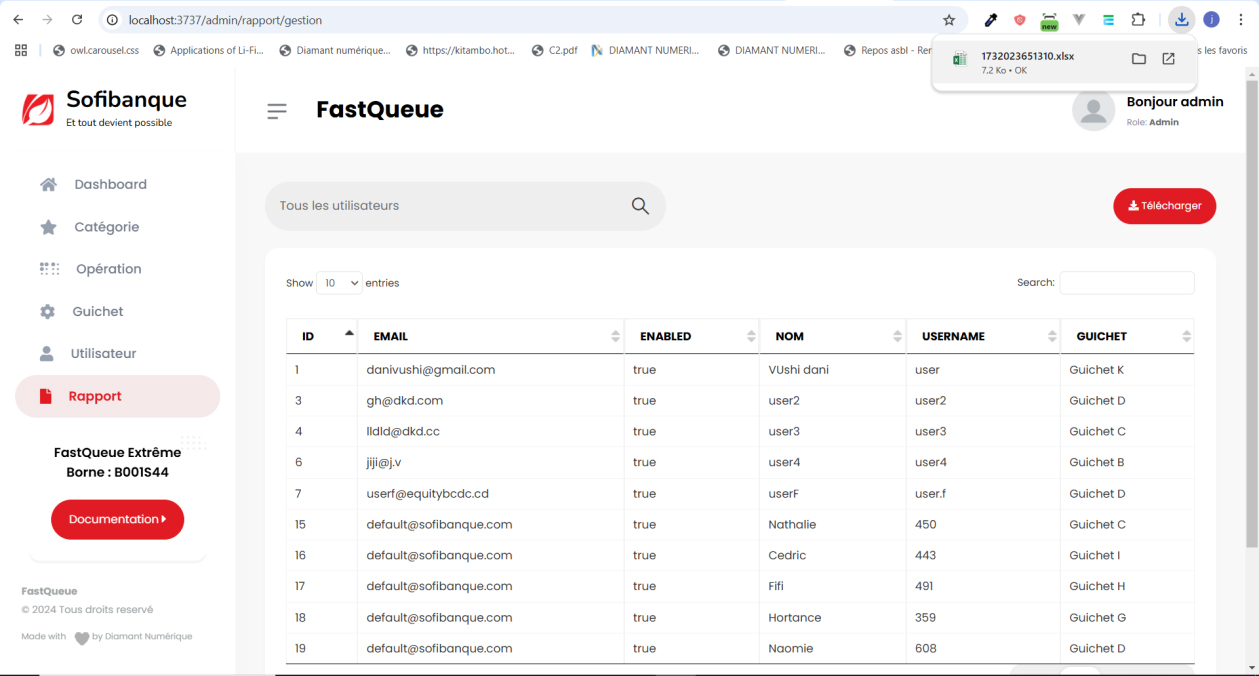 localhost:3737/admin/rapport/gestion
new
j
owl.carousel.css
Applications of Li-Fi...
Diamant numérique...
https://kitambo.hot...
C2.pdf
DIAMANT NUMERI...
DIAMANT NUMERI...
Repos asbl - Ren
s les favoris
1732023651310.xlsx
7.2 Ko • OK
Sofibanque
Et tout devient possible
FastQueue
Bonjour admin
Role: Admin
Dashboard
Catégorie
Opération
Guichet
Utilisateur
Rapport
FastQueue Extrême
Borne : B001S44
Documentation
FastQueue
© 2024 Tous droits reservé
Made with by Diamant Numérique
Tous les utilisateurs
Télécharger
Show 10 entries
Search:
ID EMAIL ENABLED NOM USERNAME GUICHET
1 danivushi@gmail.com true VUshi dani user Guichet K
3 gh@dkd.com true user2 user2 Guichet D
4 lldld@dkd.cc true user3 user3 Guichet C
6 jiji@j.v true user4 user4 Guichet B
7 userf@equitybcdc.cd true userF user.f Guichet D
15 default@sofibanque.com true Nathalie 450 Guichet C
16 default@sofibanque.com true Cedric 443 Guichet I
17 default@sofibanque.com true Fifi 491 Guichet H
18 default@sofibanque.com true Hortance 359 Guichet G
19 default@sofibanque.com true Naomie 608 Guichet D